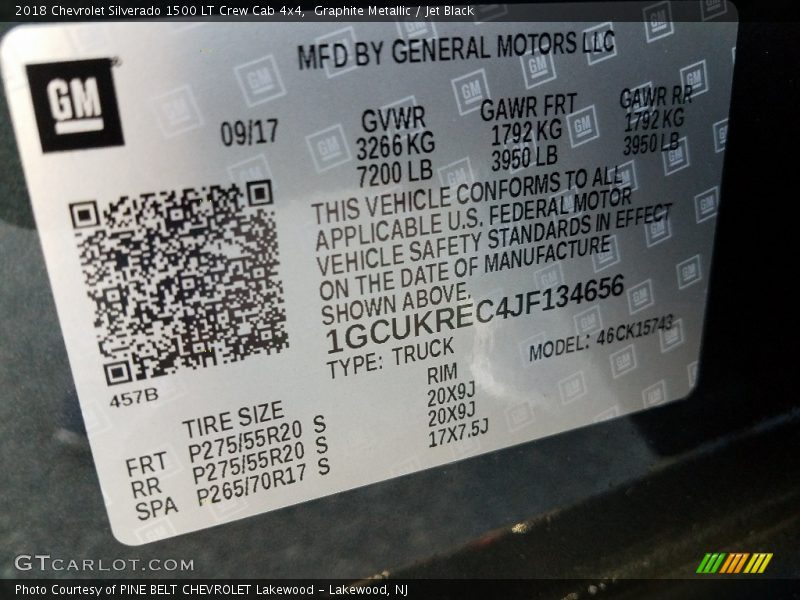 2018 Chevrolet Silverado 1500 LT Crew Cab 4x4,  Graphite Metallic / Jet Black
GM
MFD BY GENERAL MOTORS LLC
09/17
GVWR
3266 KG
7200 LB
GAWR FRT
1792 KG
3950 LB
GAWR RR
1792 KG
3950 LB
THIS VEHICLE CONFORMS TO ALL
APPLICABLE U.S. FEDERAL MOTOR
VEHICLE SAFETY STANDARDS IN EFFECT
ON THE DATE OF MANUFACTURE
SHOWN ABOVE.
1GCUKREC4JF134656
TYPE: TRUCK
MODEL: 46CK15743
457B
TIRE SIZE
RIM
FRT P275/55R20 S 20X9J
RR P275/55R20 S 20X9J
SPA P265/70R17 S 17X7.5J
GTCARLOT.COM
Photo Courtesy of PINE BELT CHEVROLET Lakewood – Lakewood, NJ